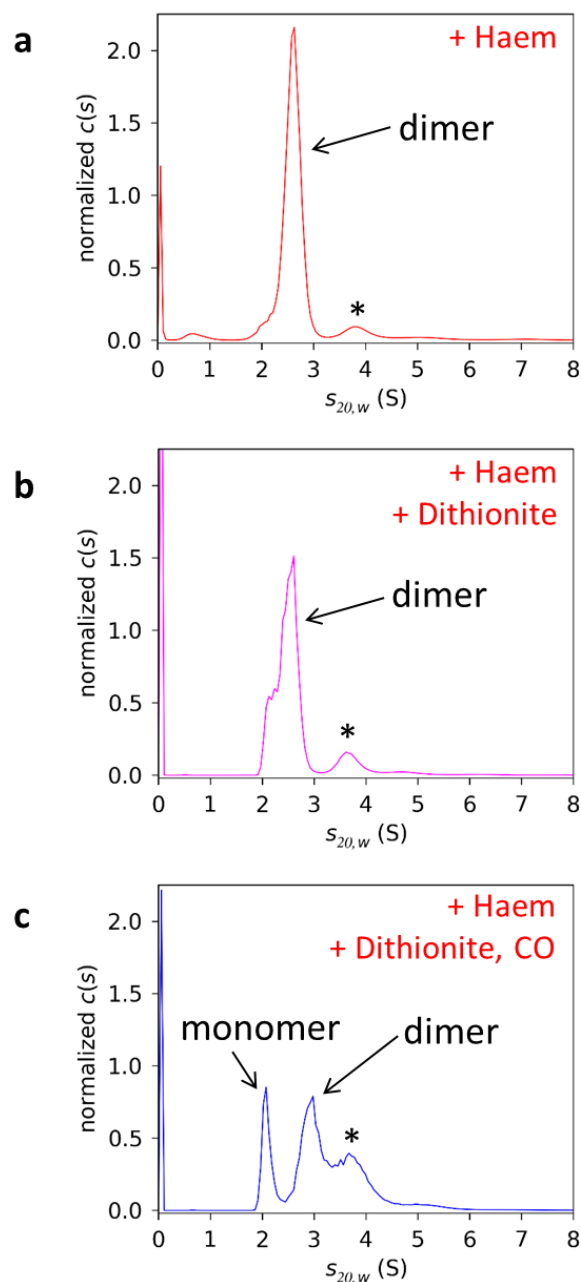 a
+ Haem
2.0
1.5
1.0
0.5
0.0
normalized c(s)
dimer
*
0 1 2 3 4 5 6 7 8
s20,w (S)
b
+ Haem
+ Dithionite
2.0
1.5
1.0
0.5
0.0
normalized c(s)
dimer
*
0 1 2 3 4 5 6 7 8
s20,w (S)
c
+ Haem
+ Dithionite, CO
2.0
1.5
1.0
0.5
0.0
normalized c(s)
monomer
dimer
*
0 1 2 3 4 5 6 7 8
s20,w (S)